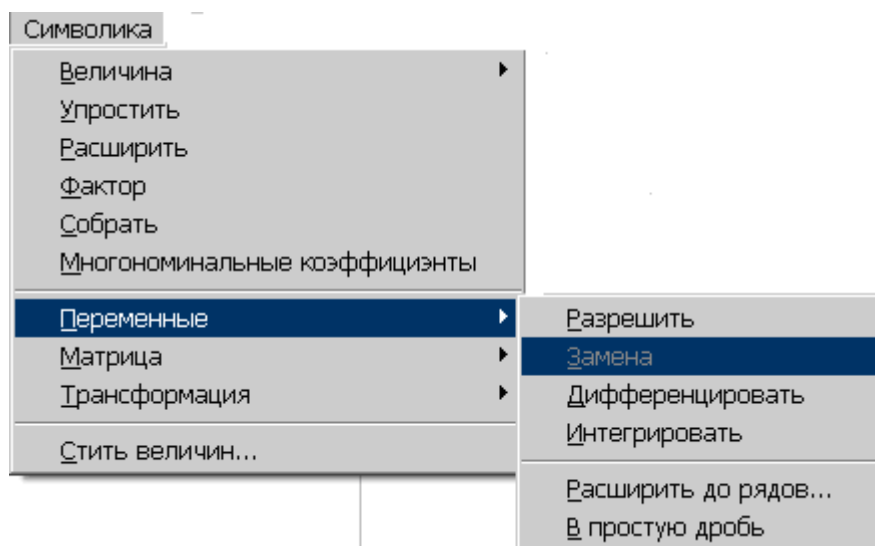 Символика
Величина
Упростить
Расширить
Фактор
Собрать
Многономинальные коэффициэнты
Переменные
Матрица
Трансформация
Стить величин...
Разрешить
Замена
Дифференцировать
Интегрировать
Расширить до рядов...
В простую дробь